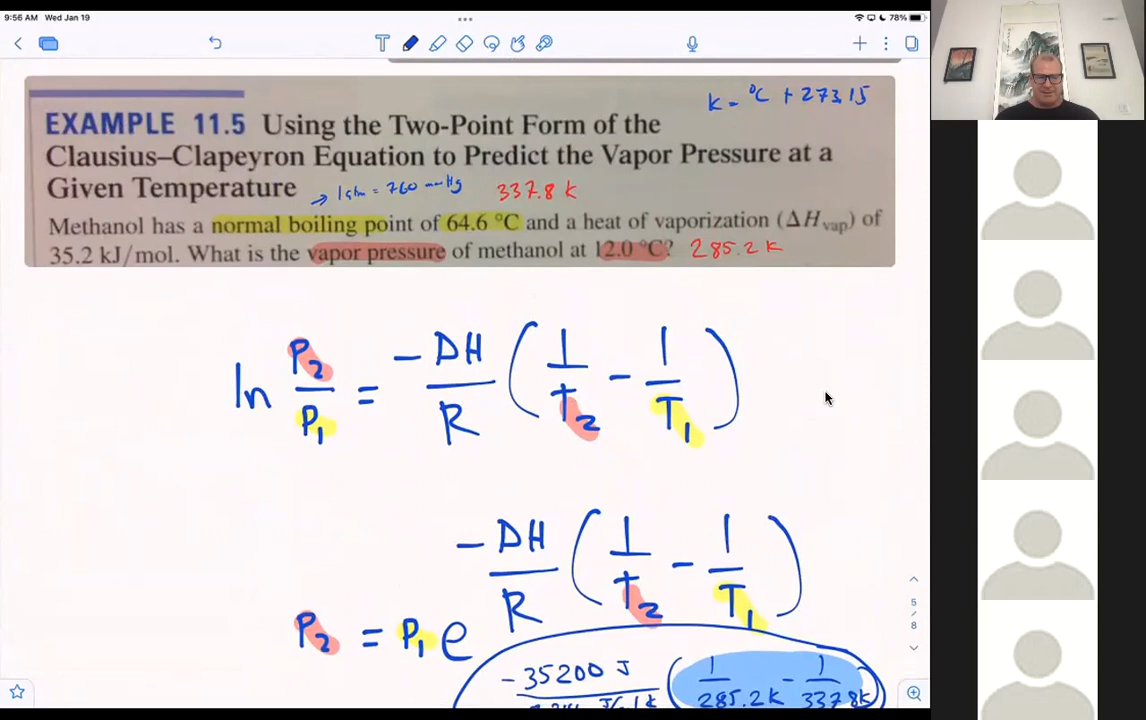 9:56 AM Wed Jan 19
78%
K = °C + 273.15
EXAMPLE 11.5 Using the Two-Point Form of the
Clausius–Clapeyron Equation to Predict the Vapor Pressure at a
Given Temperature
→ 1 atm = 760 mmHg 337.8 K
Methanol has a normal boiling point of 64.6 °C and a heat of vaporization (ΔHvap) of
35.2 kJ/mol. What is the vapor pressure of methanol at 12.0 °C? 285.2 K
ln P2/P1 = -DH/R (1/t2 - 1/T1)
P2 = P1 e -DH/R (1/t2 - 1/T1)
-35200 J (1/285.2K - 1/337.8K)
5
/
8